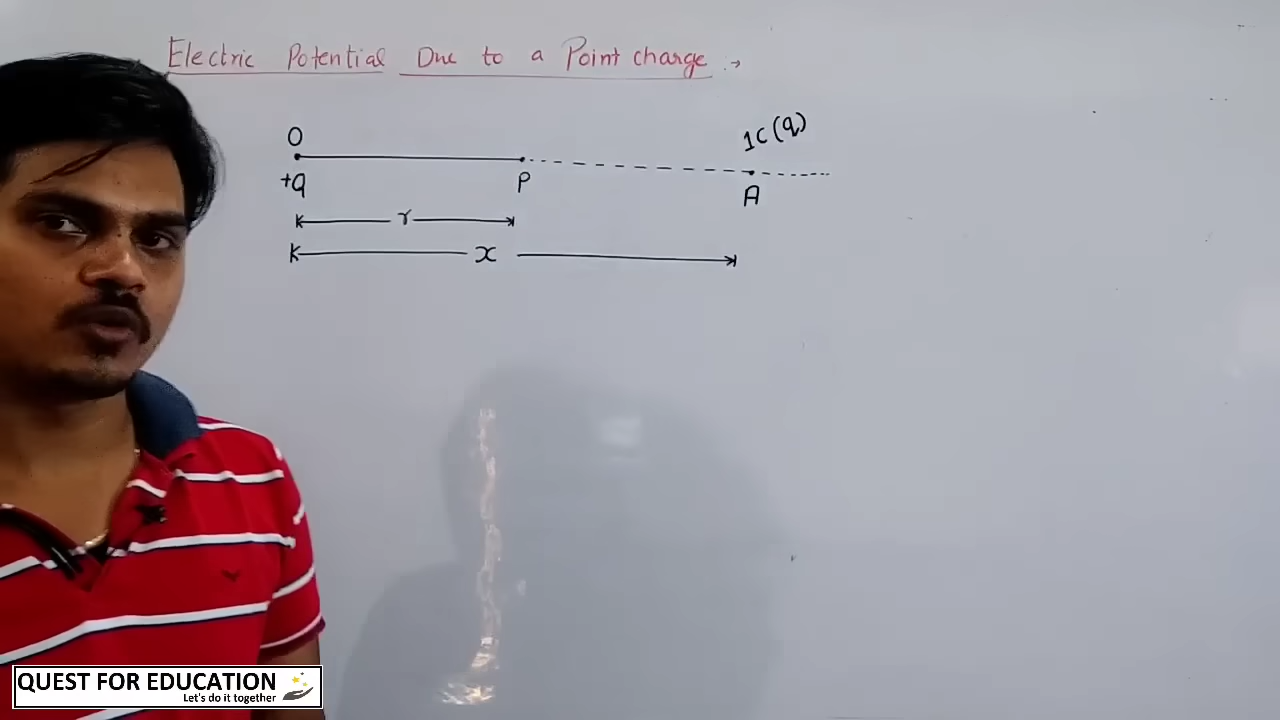 Electric Potential Due to a Point charge :→
1C (q)
O
+Q
P
A
r
x
QUEST FOR EDUCATION
Let's do it together